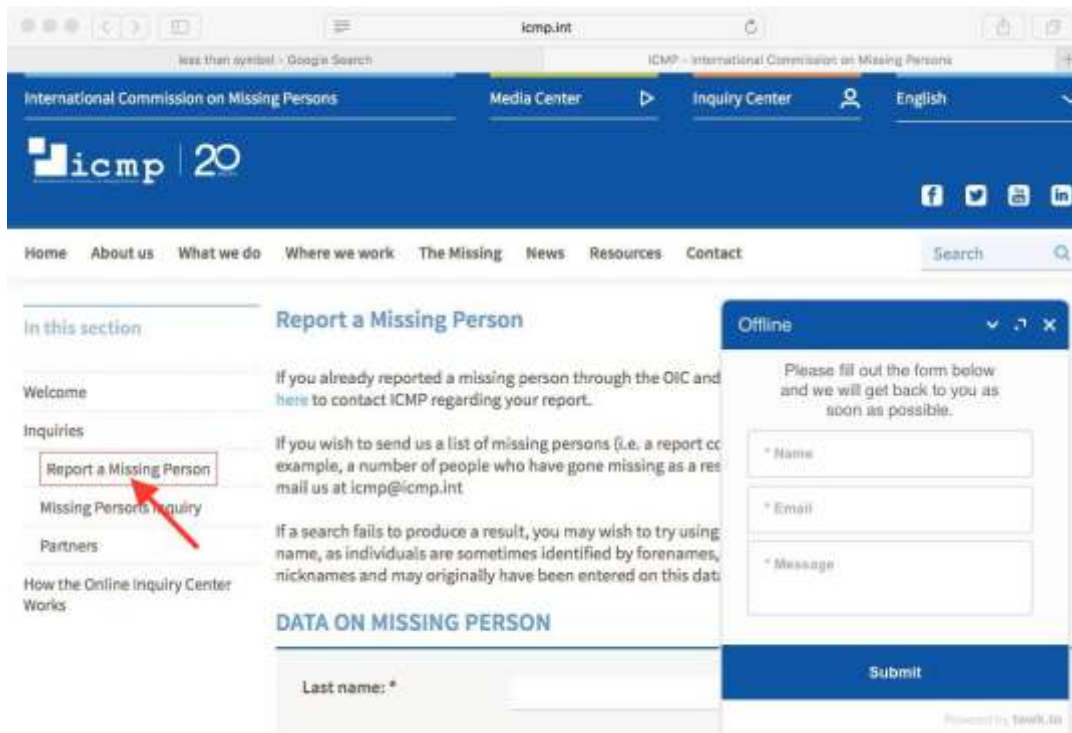 icmp.int
less than symbol - Google Search
ICMP - International Commission on Missing Persons
International Commission on Missing Persons
Media Center
Inquiry Center
English
icmp 20
Home About us What we do Where we work The Missing News Resources Contact
Search
In this section
Welcome
Inquiries
Report a Missing Person
Missing Persons Inquiry
Partners
How the Online Inquiry Center
Works
Report a Missing Person
If you already reported a missing person through the OIC and
here to contact ICMP regarding your report.
If you wish to send us a list of missing persons (i.e. a report co
example, a number of people who have gone missing as a res
mail us at icmp@icmp.int
If a search fails to produce a result, you may wish to try using
name, as individuals are sometimes identified by forenames,
nicknames and may originally have been entered on this data
DATA ON MISSING PERSON
Last name: *
Offline
Please fill out the form below
and we will get back to you as
soon as possible.
* Name
* Email
* Message
Submit
Powered by tawk.to